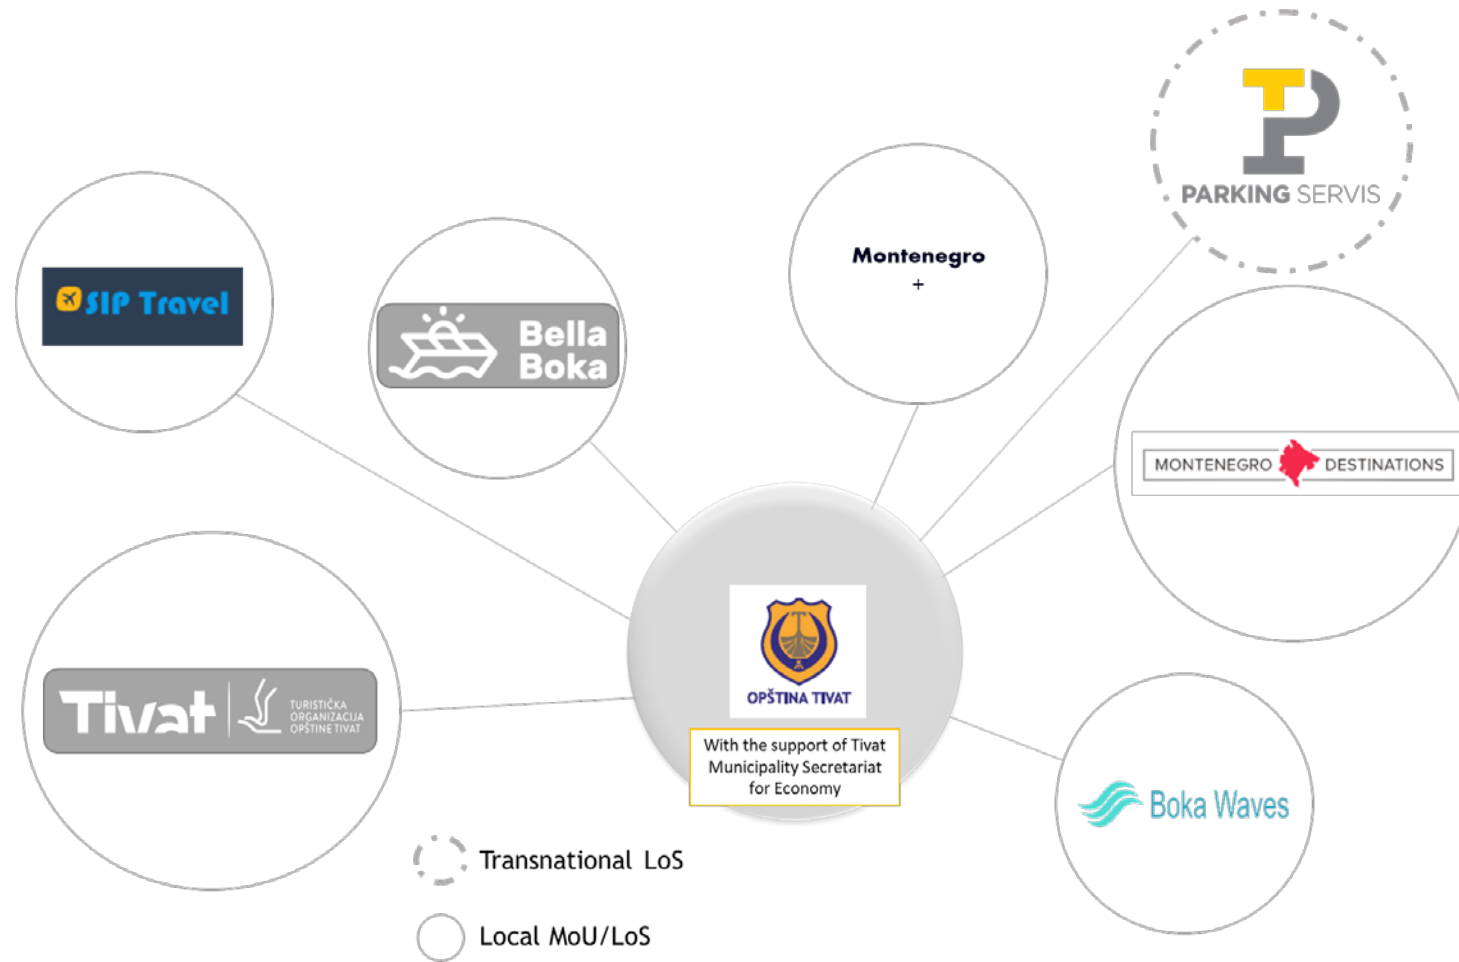 PARKING SERVIS
Montenegro
+
SIP Travel
Bella
Boka
MONTENEGRO DESTINATIONS
OPŠTINA TIVAT
With the support of Tivat
Municipality Secretariat
for Economy
Tivat
TURISTIČKA
ORGANIZACIJA
OPŠTINE TIVAT
Boka Waves
Transnational LoS
Local MoU/LoS